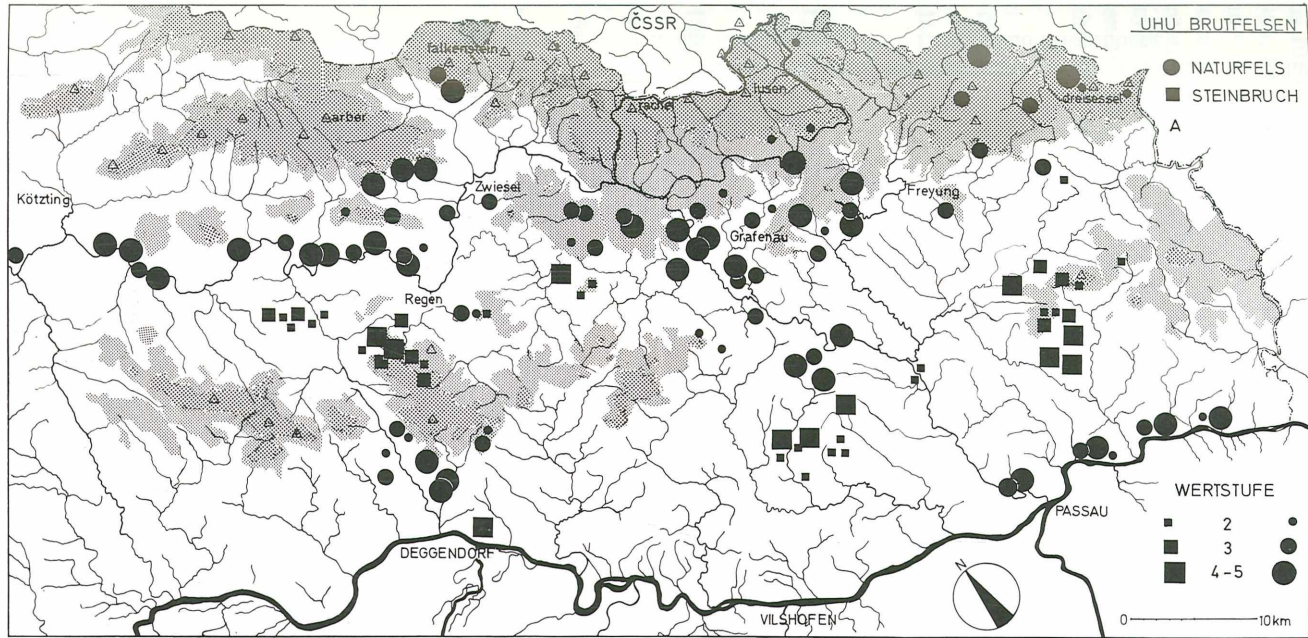 ČSSR
UHU BRUTFELSEN
NATURFELS
STEINBRUCH
A
falkenstein
lusen
rachel
dreisessel
arber
Zwiesel
Kötzting
Freyung
Grafenau
Regen
WERTSTUFE
2
3
4-5
PASSAU
DEGGENDORF
VILSHOFEN
N
0 10km